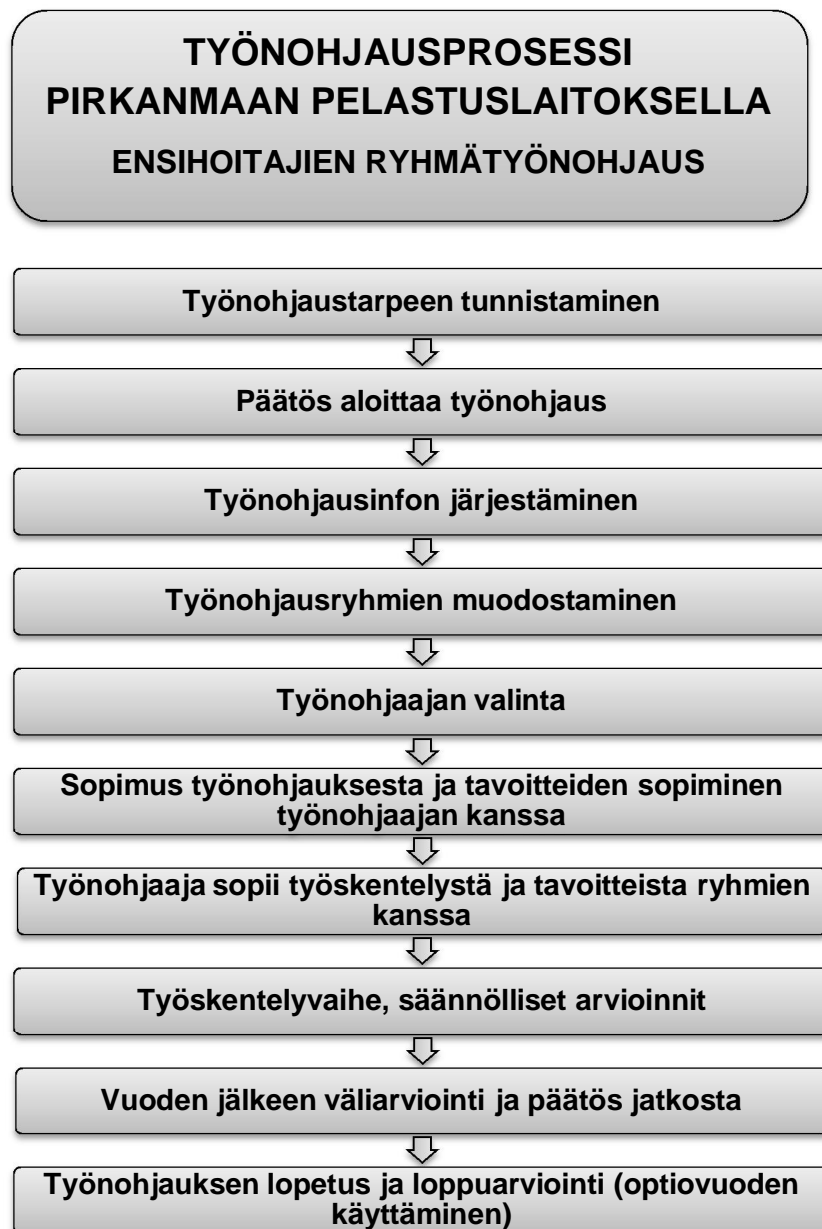 TYÖNOHJAUSPROSESSI
PIRKANMAAN PELASTUSLAITOKSELLA
ENSIHOITAJIEN RYHMÄTYÖNOHJAUS
Työnohjaustarpeen tunnistaminen
Päätös aloittaa työnohjaus
Työnohjausinfon järjestäminen
Työnohjausryhmien muodostaminen
Työnohjaajan valinta
Sopimus työnohjauksesta ja tavoitteiden sopiminen
työnohjaajan kanssa
Työnohjaaja sopii työskentelystä ja tavoitteista ryhmien
kanssa
Työskentelyvaihe, säännölliset arvioinnit
Vuoden jälkeen väliarviointi ja päätös jatkosta
Työnohjauksen lopetus ja loppuarviointi (optiovuoden
käyttäminen)